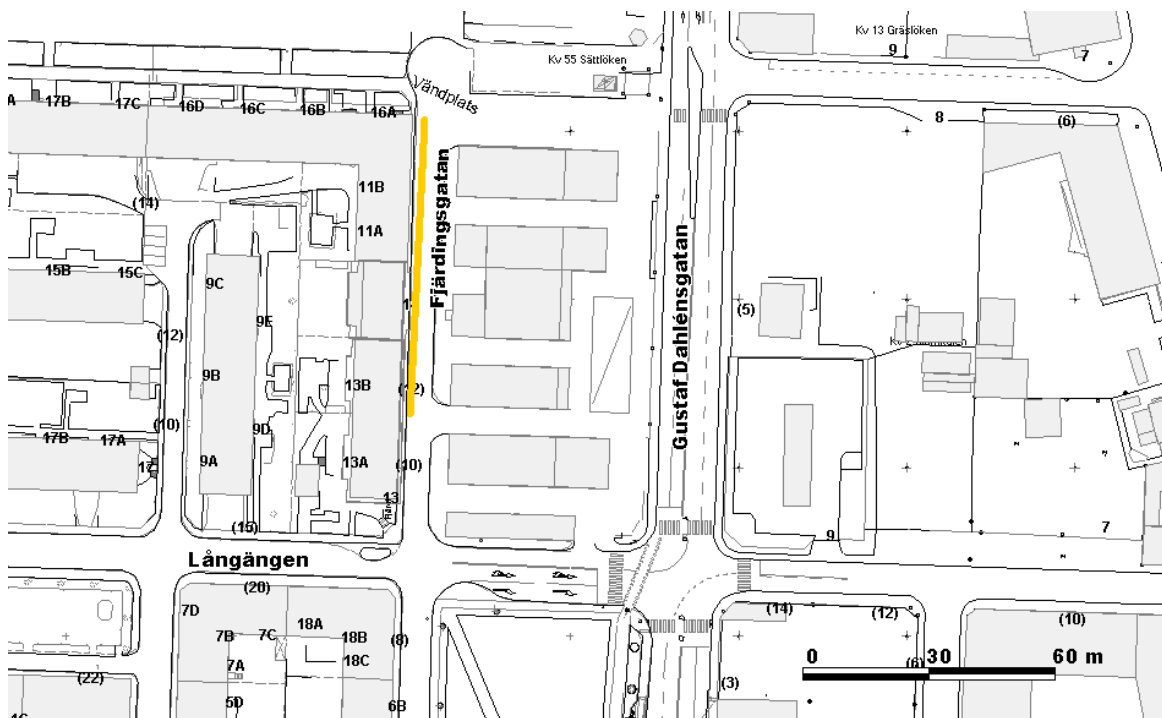 Kv 13 Gräslöken
9
7
Kv 55 Sättlöken
Vändplats
17B
17C
16D
16C
16B
16A
8
(6)
11B
11A
(14)
Fjärdingsgatan
Gustaf Dahlénsgatan
15B
15C
9C
9E
(12)
(5)
9B
13B
(12)
17B
17A
(10)
9D
17
9A
13A
(10)
13
(15)
9
7
Långängen
(20)
7D
18A
7B
7C
18B
(8)
7A
18C
(22)
5D
6B
(14)
(12)
(10)
(6)
(3)
0 30 60 m